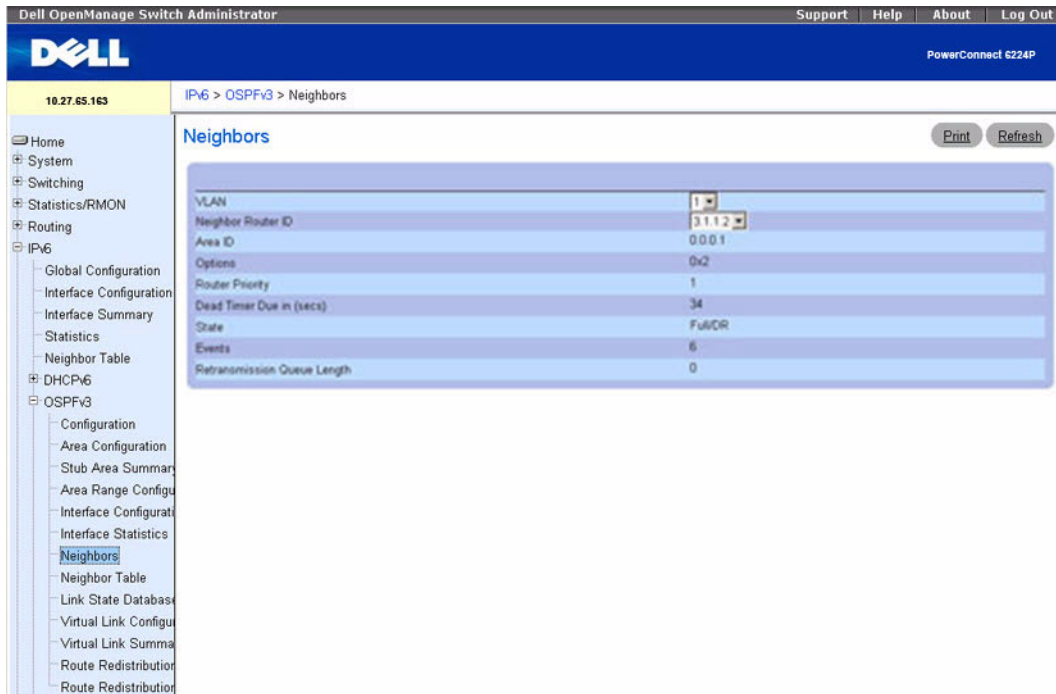 Dell OpenManage Switch Administrator Support Help About Log Out
DELL
PowerConnect 6224P
10.27.65.163
IPv6 > OSPFv3 > Neighbors
Home
System
Switching
Statistics/RMON
Routing
IPv6
Global Configuration
Interface Configuration
Interface Summary
Statistics
Neighbor Table
DHCPv6
OSPFv3
Configuration
Area Configuration
Stub Area Summary
Area Range Configu
Interface Configurati
Interface Statistics
Neighbors
Neighbor Table
Link State Database
Virtual Link Configu
Virtual Link Summa
Route Redistribution
Route Redistribution
Neighbors
Print Refresh
VLAN 1
Neighbor Router ID 3.1.1.2
Area ID 0.0.0.1
Options 0x2
Router Priority 1
Dead Timer Due in (secs) 34
State Full/DR
Events 6
Retransmission Queue Length 0